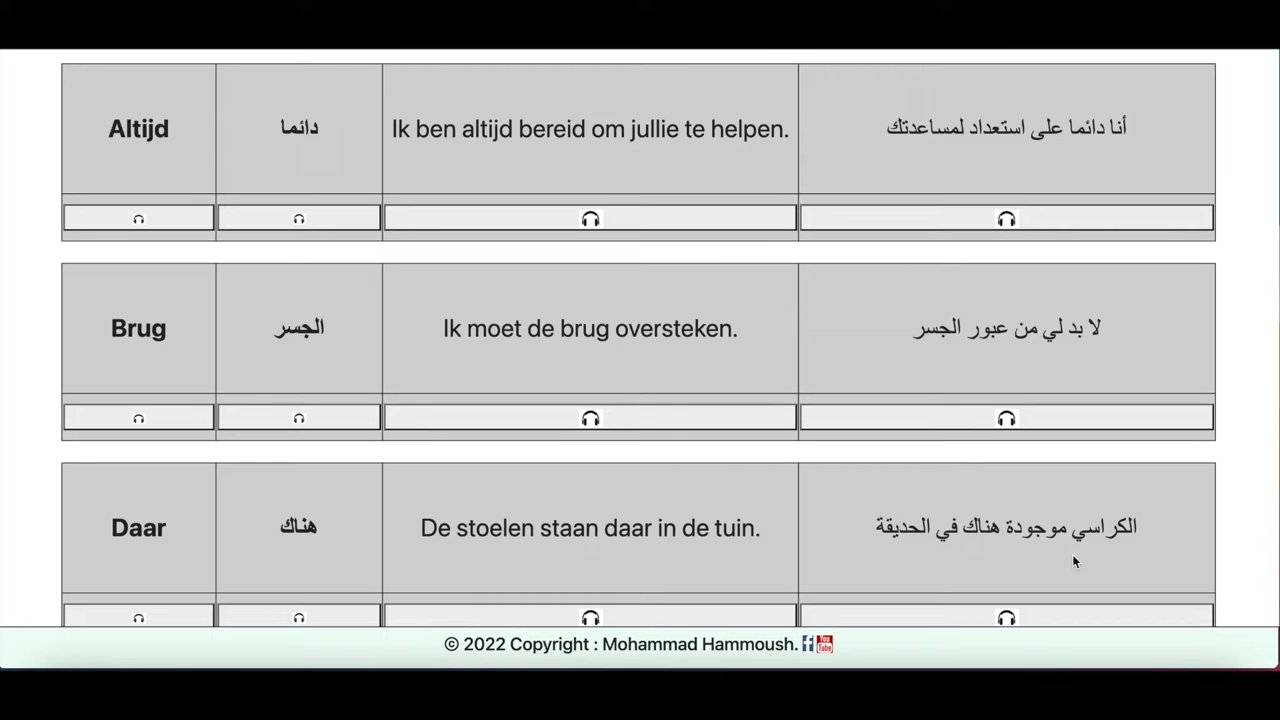 Altijd
دائما
Ik ben altijd bereid om jullie te helpen.
أنا دائما على استعداد لمساعدتك
Brug
الجسر
Ik moet de brug oversteken.
لا بد لي من عبور الجسر
Daar
هناك
De stoelen staan daar in de tuin.
الكراسي موجودة هناك في الحديقة
© 2022 Copyright : Mohammad Hammoush. f You Tube